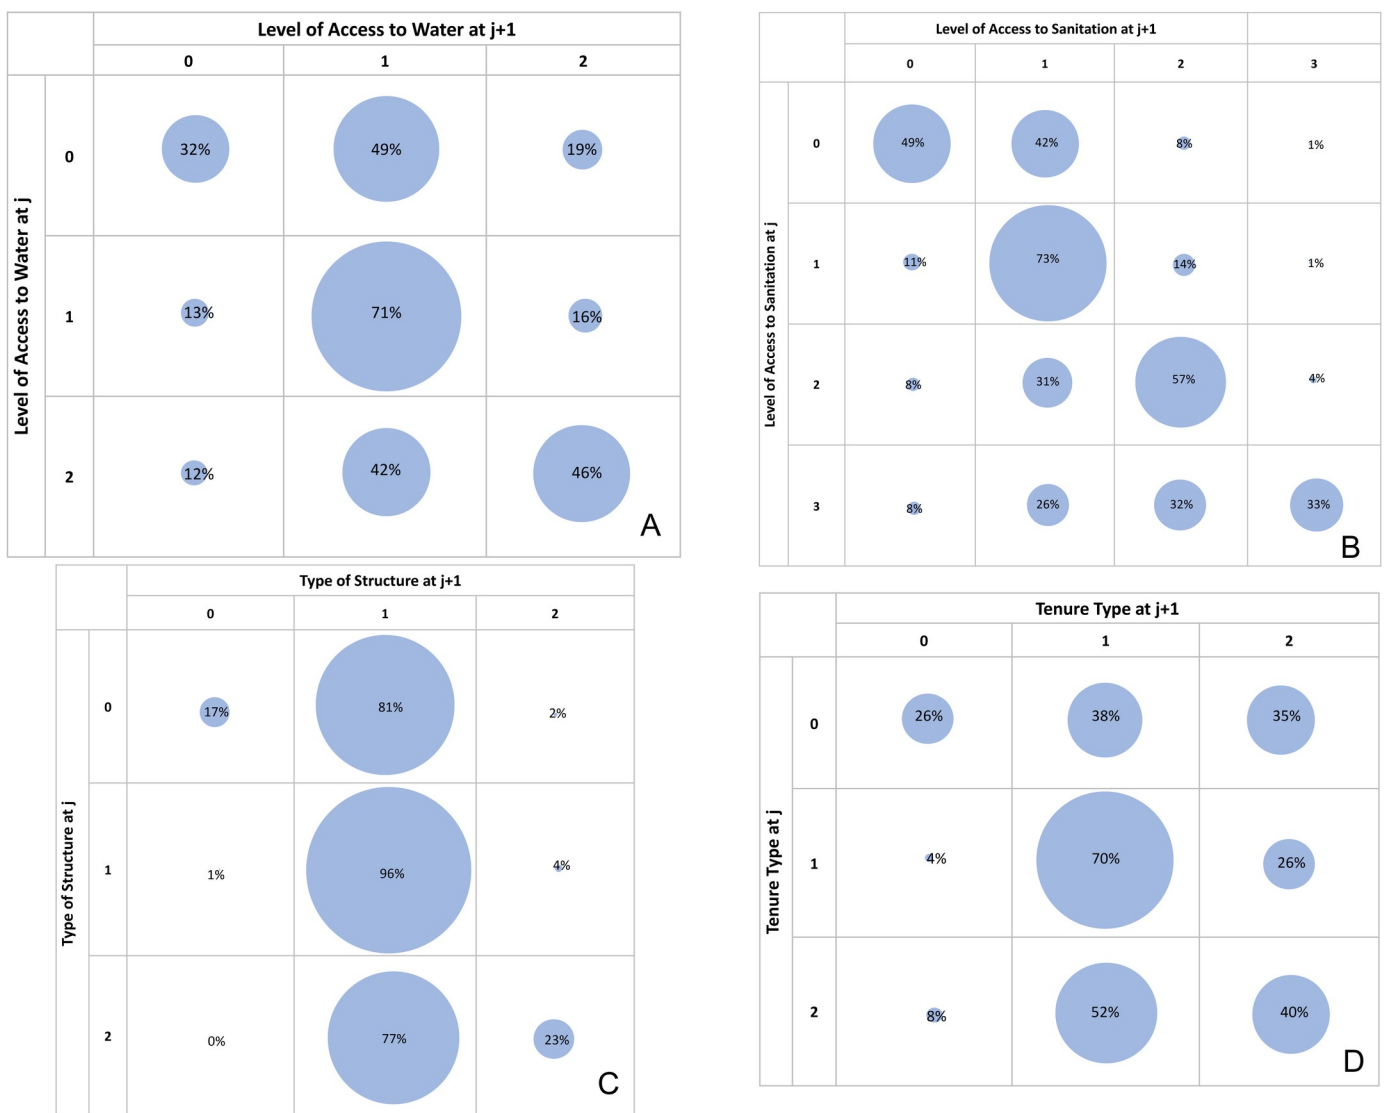 Level of Access to Water at j+1
0 1 2
Level of Access to Water at j
0 32% 49% 19%
1 13% 71% 16%
2 12% 42% 46%
A
Level of Access to Sanitation at j+1
0 1 2 3
Level of Access to Sanitation at j
0 49% 42% 8% 1%
1 11% 73% 14% 1%
2 8% 31% 57% 4%
3 8% 26% 32% 33%
B
Type of Structure at j+1
0 1 2
Type of Structure at j
0 17% 81% 2%
1 1% 96% 4%
2 0% 77% 23%
C
Tenure Type at j+1
0 1 2
Tenure Type at j
0 26% 38% 35%
1 4% 70% 26%
2 8% 52% 40%
D